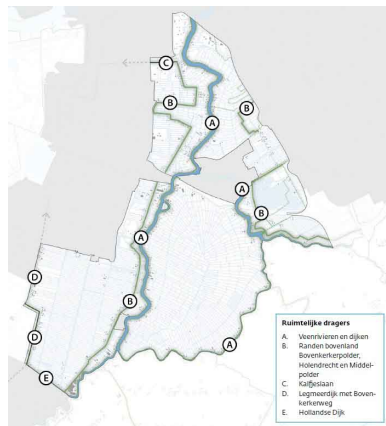 C
B
B
A
A
B
A
D
B
D
A
E
Ruimtelijke dragers
A. Veenrivieren en dijken
B. Randen bovenland
Bovenkerkerpolder,
Holendrecht en Middel-
polder
C. Kalfjeslaan
D. Legmeerdijk met Boven-
kerkerweg
E. Hollandse Dijk